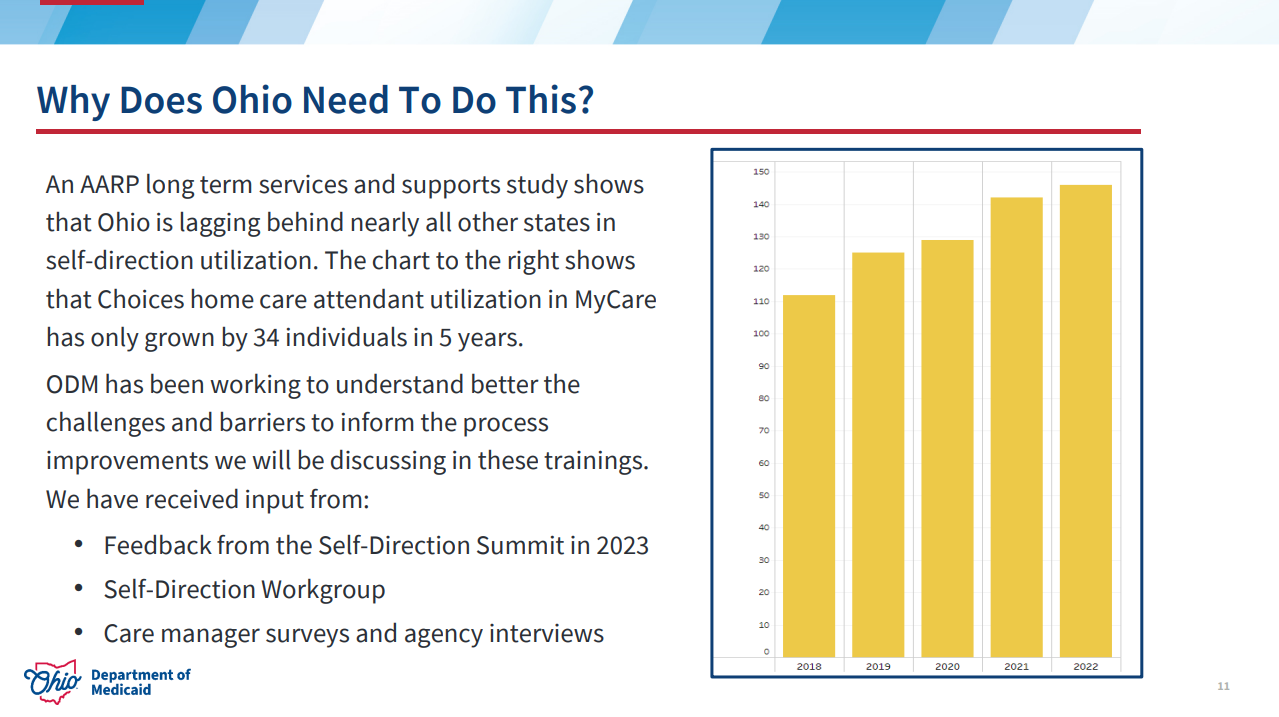 Why Does Ohio Need To Do This?
An AARP long term services and supports study shows
that Ohio is lagging behind nearly all other states in
self-direction utilization. The chart to the right shows
that Choices home care attendant utilization in MyCare
has only grown by 34 individuals in 5 years.
ODM has been working to understand better the
challenges and barriers to inform the process
improvements we will be discussing in these trainings.
We have received input from:
• Feedback from the Self-Direction Summit in 2023
• Self-Direction Workgroup
• Care manager surveys and agency interviews
150
140
130
120
110
100
90
80
70
60
50
40
30
20
10
0
2018 2019 2020 2021 2022
Ohio
Department of
Medicaid
11